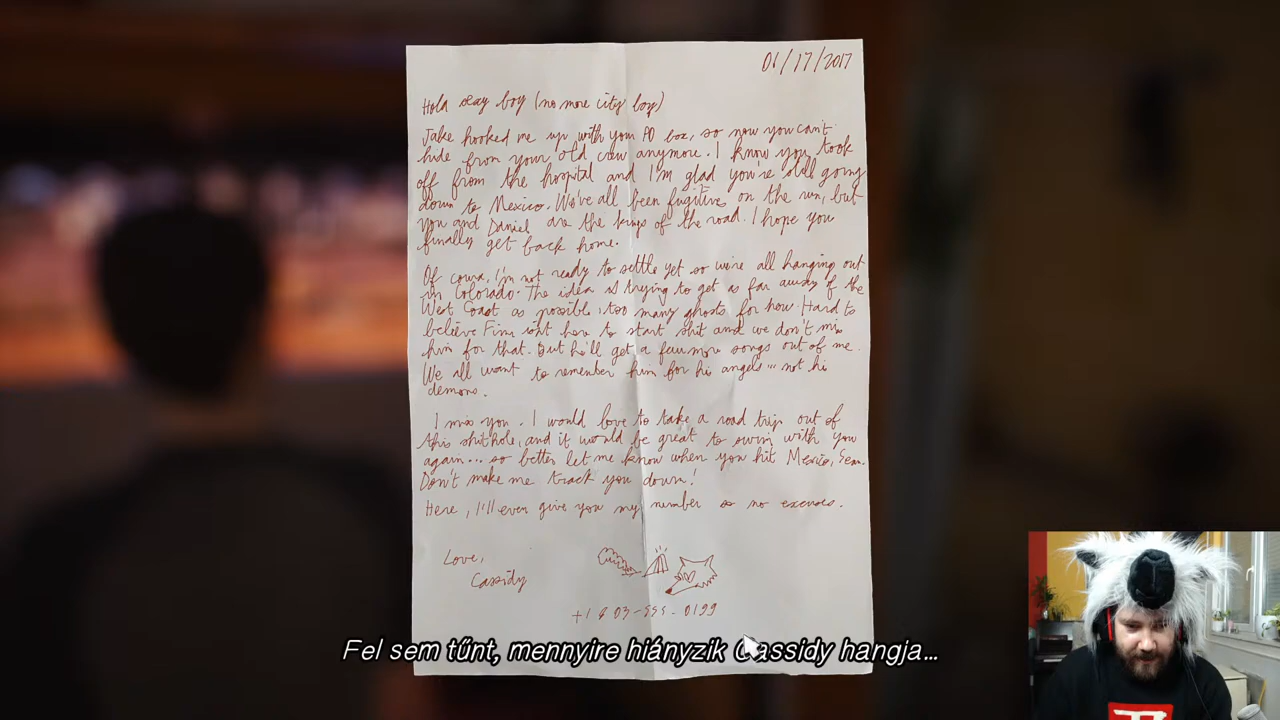 06/17/2017
Hola sexy boy (no more city boy)
Jake hooked me up with your PO box, so now you can't
hide from your old crew anymore. I know you took
off from the hospital and I'm glad you're still going
down to Mexico. We've all been fugitive on the run, but
you and Daniel are the kings of the road. I hope you
finally get back home.
Of course, I'm not ready to settle yet so we're all hanging out
in Colorado. The idea is trying to get as far away of the
West Coast as possible, too many ghosts for now. Hard to
believe Finn isn't here to start shit and we don't miss
him for that. But he'll get a few more songs out of me.
We all want to remember him for his angels... not his
demons.
I miss you. I would love to take a road trip out of
this shithole, and it would be great to swim with you
again... so better let me know when you hit Mexico, Sean.
Don't make me track you down!
Here, I'll even give you my number so no excuses.
Love,
Cassidy
+1 603-555-0199
Fel sem tűnt, mennyire hiányzik Cassidy hangja...